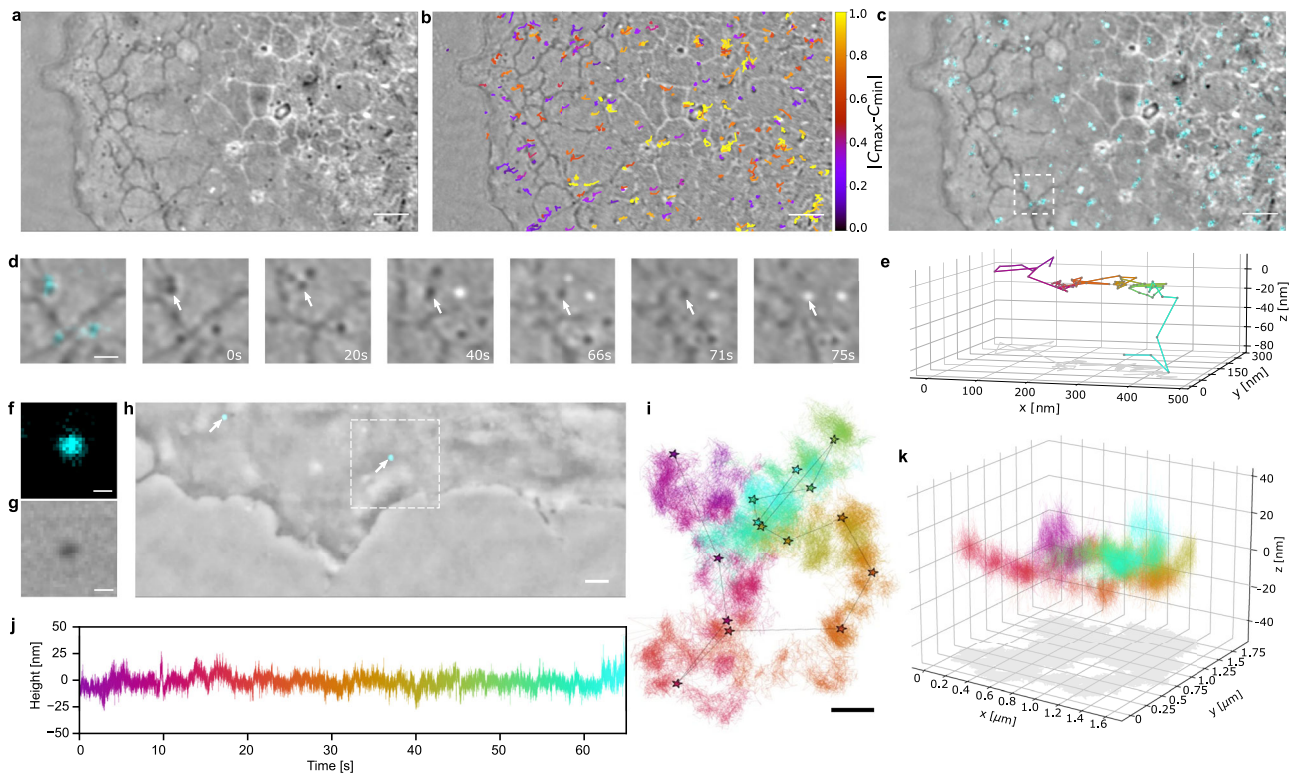 a
b
1.0
0.8
0.6
0.4
0.2
0.0
|Cmax-Cmin|
c
d
0s
20s
40s
66s
71s
75s
e
0
−20
−40
−60
−80
z [nm]
300
150
0
y [nm]
0
100
200
300
400
500
x [nm]
f
g
h
i
j
50
25
0
−25
−50
Height [nm]
0
10
20
30
40
50
60
Time [s]
k
40
20
0
−20
−40
z [nm]
0
0.2
0.4
0.6
0.8
1.0
1.2
1.4
1.6
x [μm]
0
0.25
0.5
0.75
1.0
1.25
1.5
1.75
y [μm]